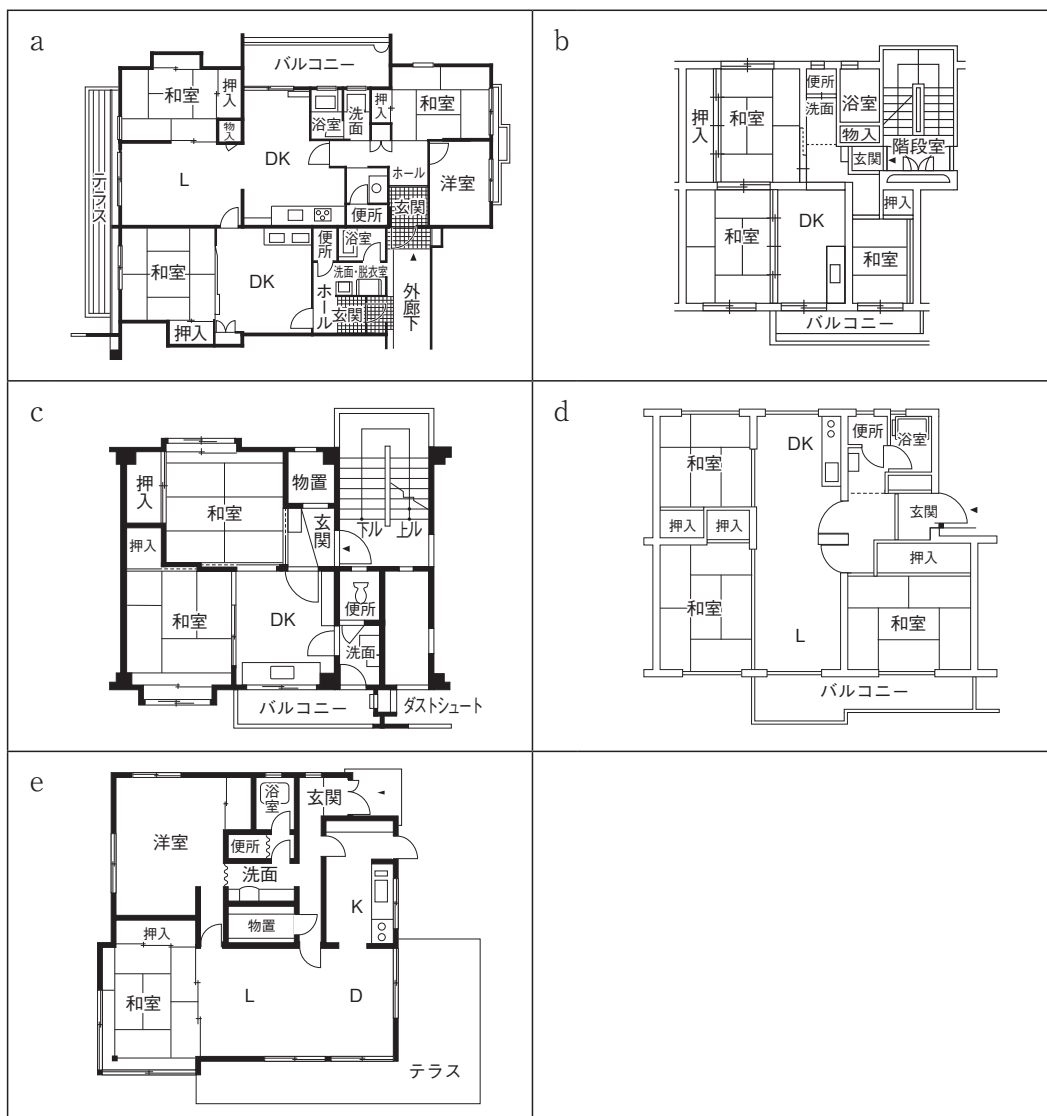 a
バルコニー
和室
押入
物入
浴室
洗面
押入
和室
DK
ホール
洋室
L
テラス
便所
玄関
和室
DK
便所
浴室
洗面・脱衣室
ホール
玄関
外廊下
押入
b
便所
洗面
浴室
押入
和室
物入
玄関
階段室
押入
和室
DK
和室
バルコニー
c
押入
和室
物置
玄関
下ル
上ル
押入
和室
DK
便所
洗面
バルコニー
ダストシュート
d
和室
DK
便所
浴室
玄関
押入
押入
押入
和室
L
和室
バルコニー
e
洋室
浴室
玄関
便所
洗面
K
物置
押入
和室
L
D
テラス